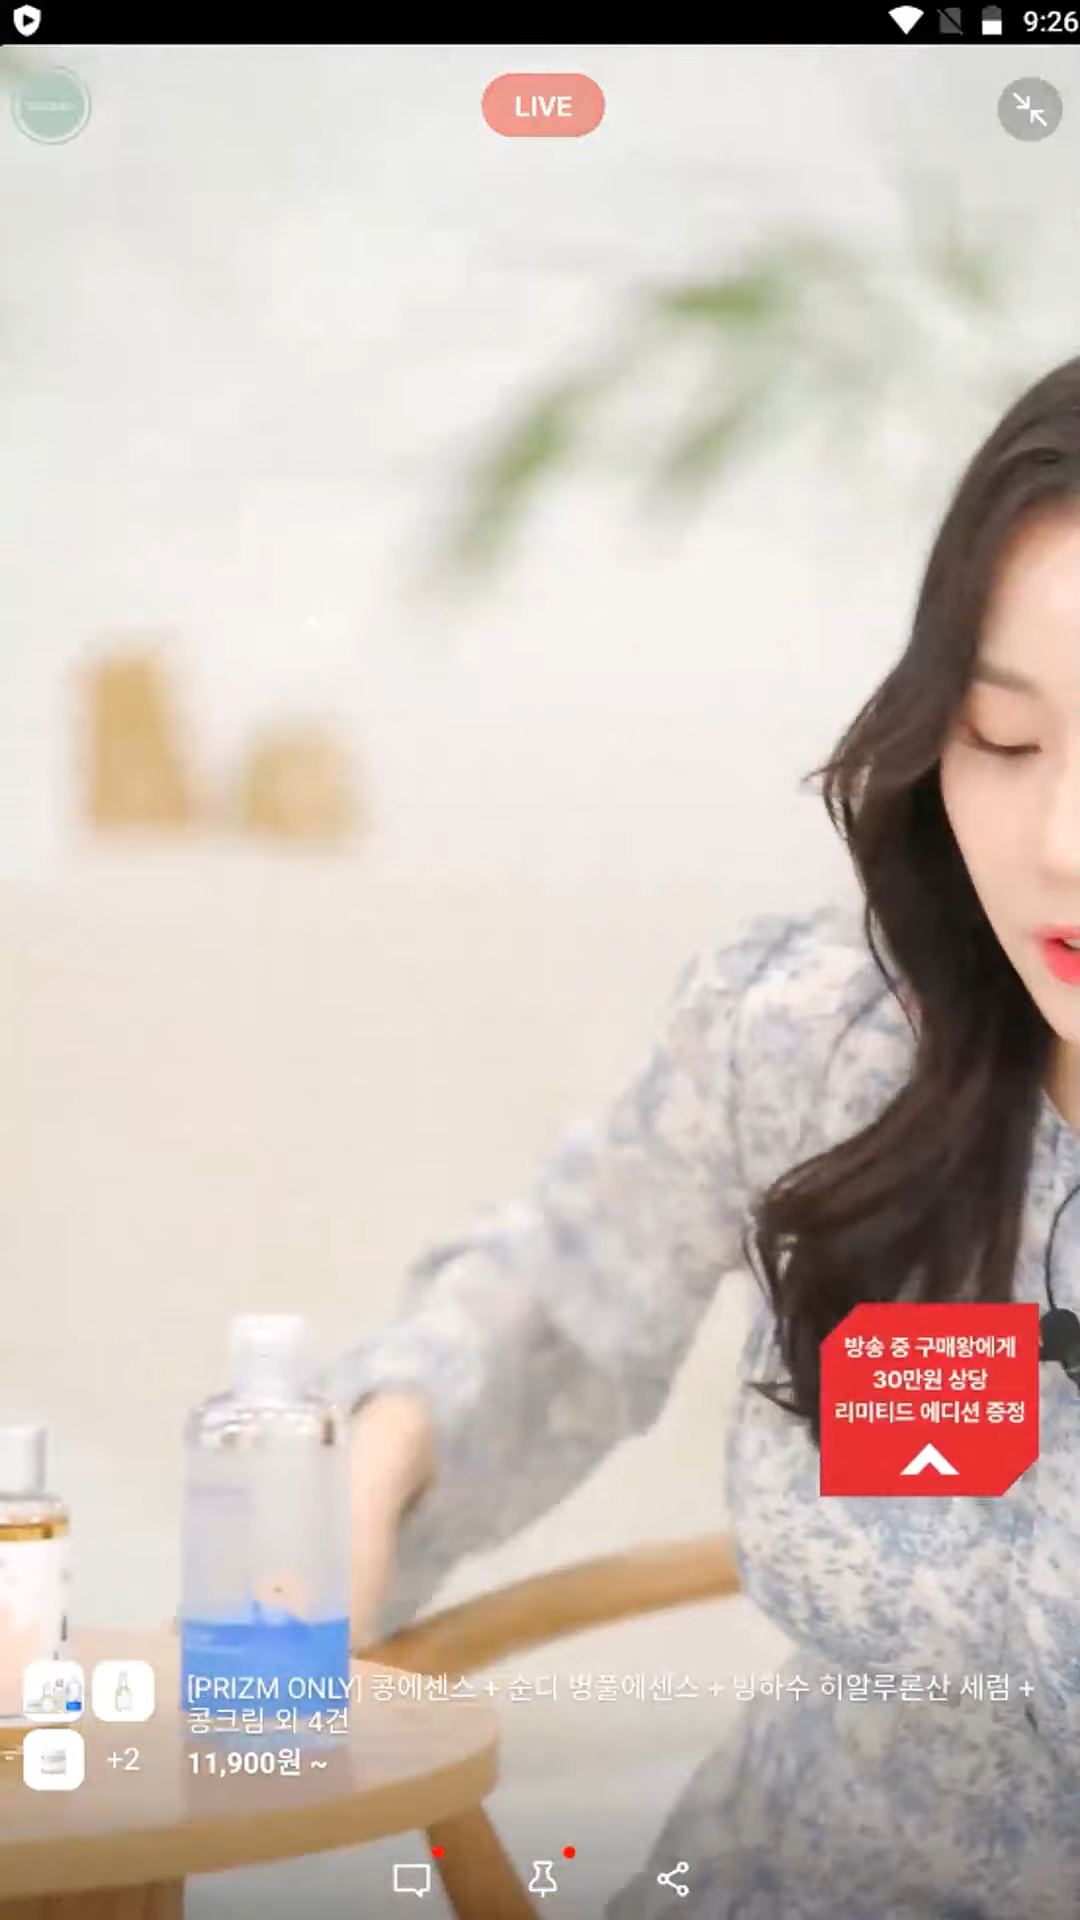 9:26
LIVE
방송 중 구매왕에게
30만원 상당
리미티드 에디션 증정
[PRIZM ONLY] 콩에센스 + 순디 병풀에센스 + 빙하수 히알루론산 세럼 +
콩크림 외 4건
+2
11,900원 ~